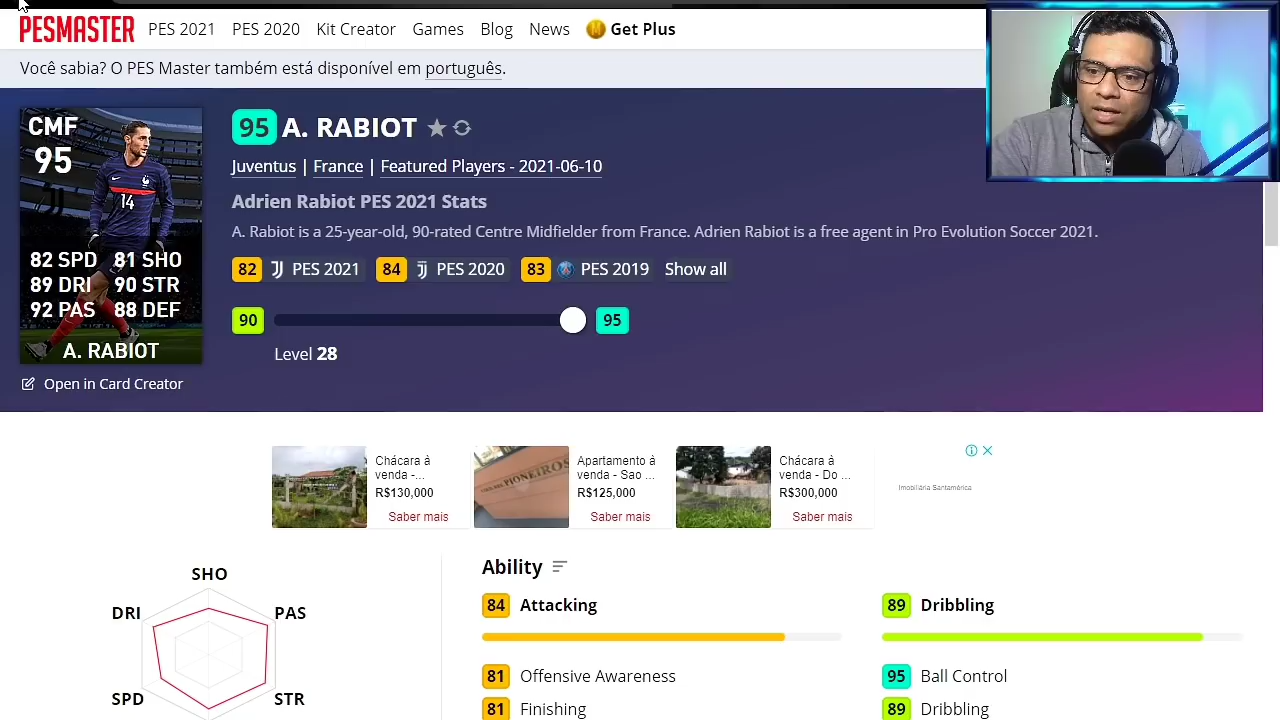 PESMASTER PES 2021 PES 2020 Kit Creator Games Blog News Get Plus
Você sabia? O PES Master também está disponível em português.
CMF
95
14
82 SPD 81 SHO
89 DRI 90 STR
92 PAS 88 DEF
A. RABIOT
Open in Card Creator
95 A. RABIOT
Juventus | France | Featured Players - 2021-06-10
Adrien Rabiot PES 2021 Stats
A. Rabiot is a 25-year-old, 90-rated Centre Midfielder from France. Adrien Rabiot is a free agent in Pro Evolution Soccer 2021.
82 PES 2021 84 PES 2020 83 PES 2019 Show all
90 95
Level 28
Chácara à
venda -...
R$130,000
Saber mais
PIONEIROS
Apartamento à
venda - Sao ...
R$125,000
Saber mais
Chácara à
venda - Do ...
R$300,000
Saber mais
Imobiliária Santamérica
SHO
DRI PAS
SPD STR
Ability
84 Attacking
81 Offensive Awareness
81 Finishing
89 Dribbling
95 Ball Control
89 Dribbling